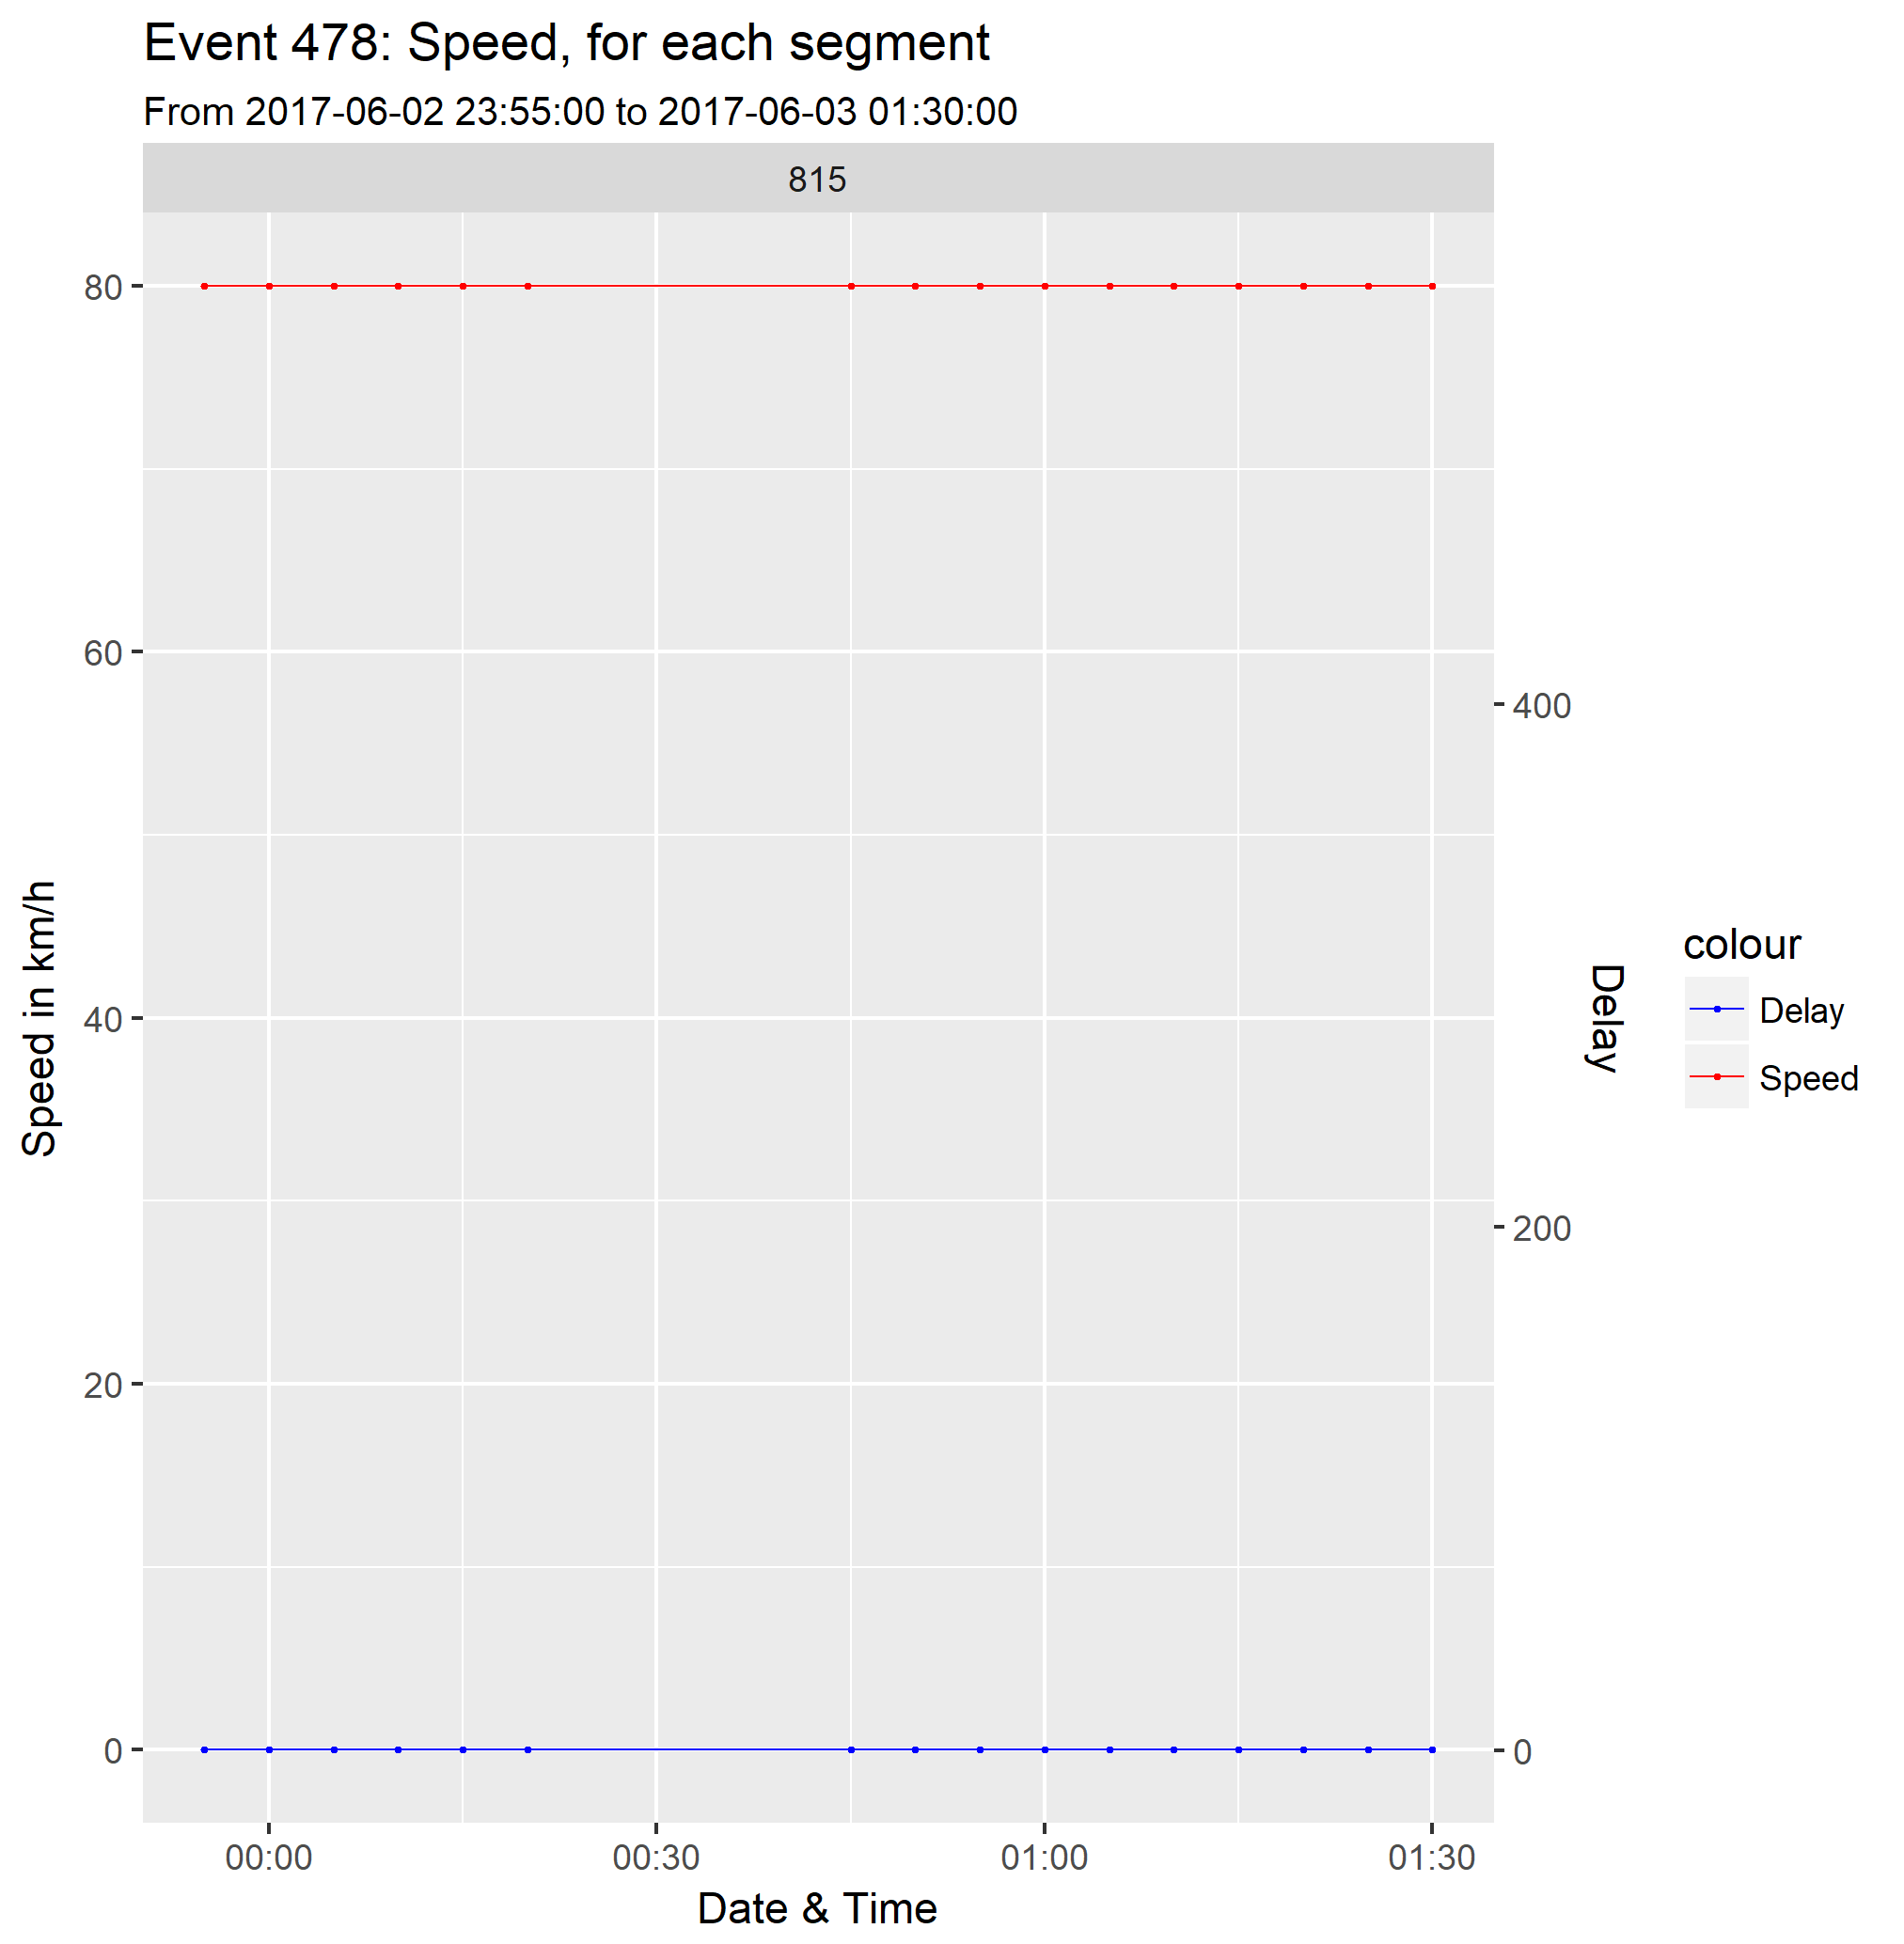 Event 478: Speed, for each segment
From 2017-06-02 23:55:00 to 2017-06-03 01:30:00
815
80
60
40
20
0
Speed in km/h
400
200
0
Delay
colour
Delay
Speed
00:00
00:30
01:00
01:30
Date & Time